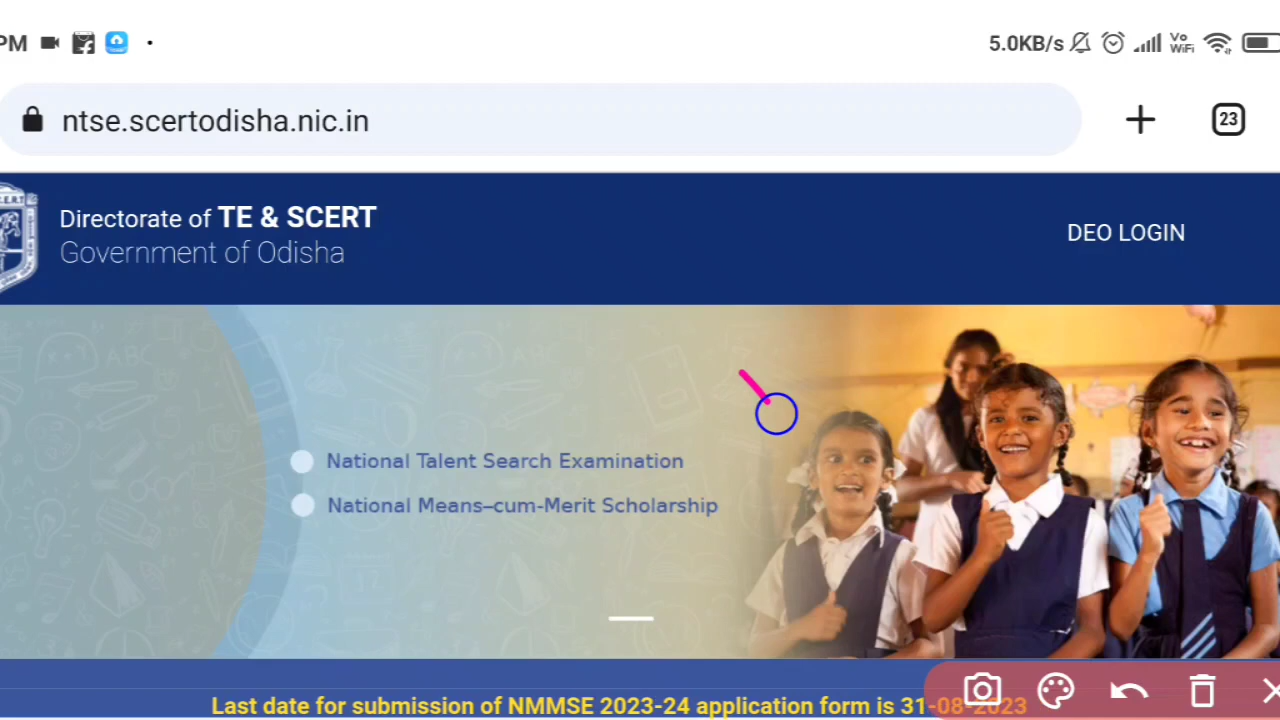 PM
5.0KB/s
Vo
WiFi
ntse.scertodisha.nic.in
23
Directorate of TE & SCERT
Government of Odisha
DEO LOGIN
National Talent Search Examination
National Means–cum-Merit Scholarship
Last date for submission of NMMSE 2023-24 application form is 31-08-2023